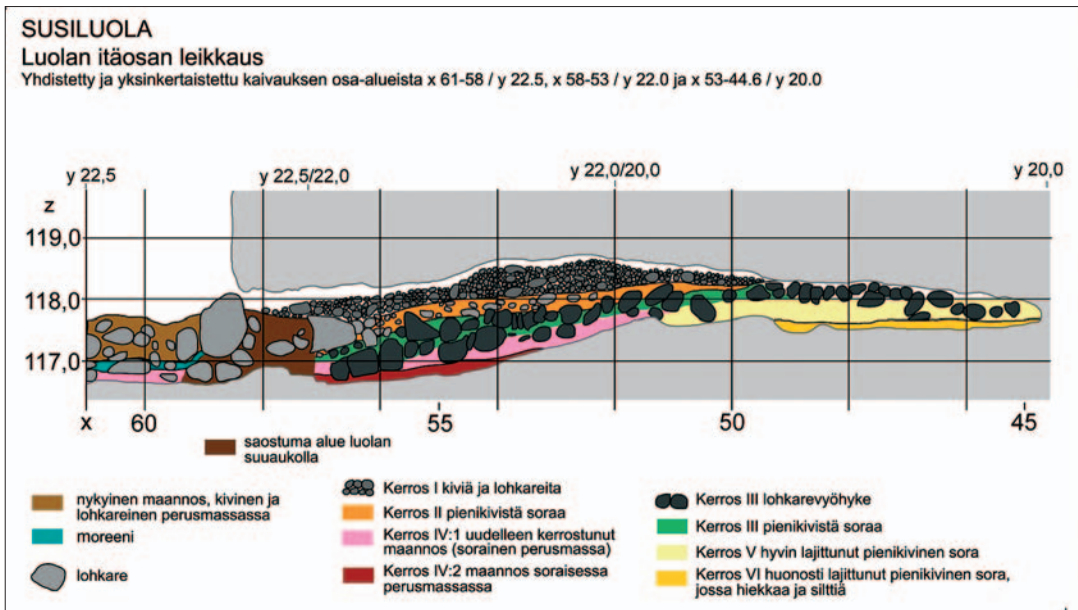 SUSILUOLA
Luolan itäosan leikkaus
Yhdistetty ja yksinkertaistettu kaivauksen osa-alueista x 61-58 / y 22.5, x 58-53 / y 22.0 ja x 53-44.6 / y 20.0
y 22,5
y 22,5/22,0
y 22,0/20,0
y 20,0
z
119,0
118,0
117,0
x
60
55
50
45
saostuma alue luolan
suuaukolla
nykyinen maannos, kivinen ja
lohkareinen perusmassassa
moreeni
lohkare
Kerros I kiviä ja lohkareita
Kerros II pienikivistä soraa
Kerros IV:1 uudelleen kerrostunut
maannos (sorainen perusmassa)
Kerros IV:2 maannos soraisessa
perusmassassa
Kerros III lohkarevyöhyke
Kerros III pienikivistä soraa
Kerros V hyvin lajittunut pienikivinen sora
Kerros VI huonosti lajittunut pienikivinen sora,
jossa hiekkaa ja silttiä